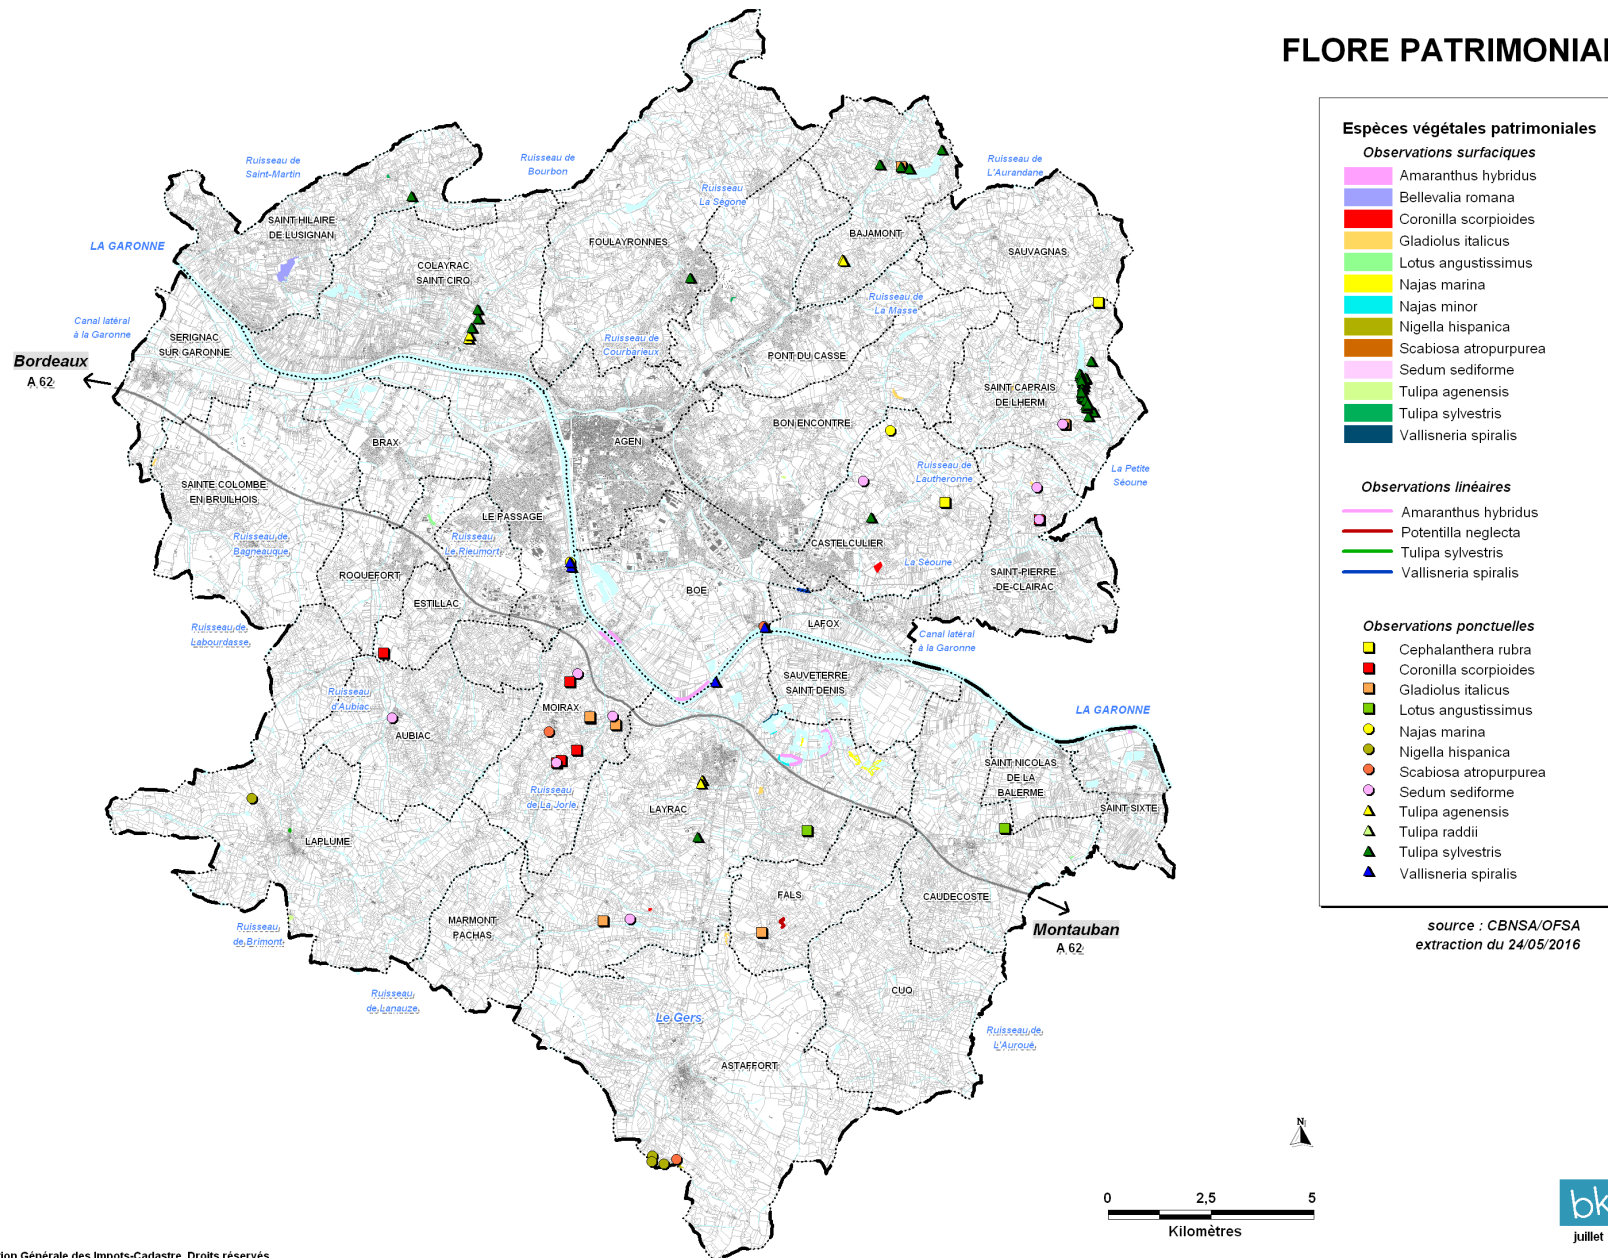 FLORE PATRIMONIAL
Espèces végétales patrimoniales
Observations surfaciques
Amaranthus hybridus
Bellevalia romana
Coronilla scorpioides
Gladiolus italicus
Lotus angustissimus
Najas marina
Najas minor
Nigella hispanica
Scabiosa atropurpurea
Sedum sediforme
Tulipa agenensis
Tulipa sylvestris
Vallisneria spiralis
Observations linéaires
Amaranthus hybridus
Potentilla neglecta
Tulipa sylvestris
Vallisneria spiralis
Observations ponctuelles
Cephalanthera rubra
Coronilla scorpioides
Gladiolus italicus
Lotus angustissimus
Najas marina
Nigella hispanica
Scabiosa atropurpurea
Sedum sediforme
Tulipa agenensis
Tulipa raddii
Tulipa sylvestris
Vallisneria spiralis
source : CBNSA/OFSA
extraction du 24/05/2016
Ruisseau de
Saint-Martin
Ruisseau de
Bourbon
Ruisseau
La Ségone
Ruisseau de
L'Aurandane
SAINT HILAIRE
DE LUSIGNAN
LA GARONNE
FOULAYRONNES
BAJAMONT
SAUVAGNAS
COLAYRAC
SAINT CIRQ
Ruisseau de
La Masse
Canal latéral
à la Garonne
SERIGNAC
SUR GARONNE
Ruisseau de
Courbarieux
PONT DU CASSE
Bordeaux
A 62
SAINT CAPRAIS
DE LHERM
BON ENCONTRE
BRAX
AGEN
Ruisseau de
Lautheronne
La Petite
Séoune
SAINTE COLOMBE
EN BRUILHOIS
LE PASSAGE
Ruisseau de
Bagneauque
Ruisseau
Le Rieumort
CASTELCULIER
La Séoune
ROQUEFORT
SAINT-PIERRE
-DE-CLAIRAC
ESTILLAC
BOE
LAFOX
Ruisseau de
Labourdasse
Canal latéral
à la Garonne
SAUVETERRE
SAINT DENIS
Ruisseau
d'Aubiac
MOIRAX
LA GARONNE
AUBIAC
SAINT NICOLAS
DE LA
BALERME
Ruisseau
de La Jorle
LAYRAC
SAINT SIXTE
LAPLUME
FALS
CAUDECOSTE
MARMONT
PACHAS
Ruisseau
de Brimont
Montauban
A 62
CUQ
Ruisseau
de Lanauze
Le Gers
Ruisseau de
L'Auroue
ASTAFFORT
N
0 2,5 5
Kilomètres
bk
juillet
tion Générale des Impots-Cadastre. Droits réservés